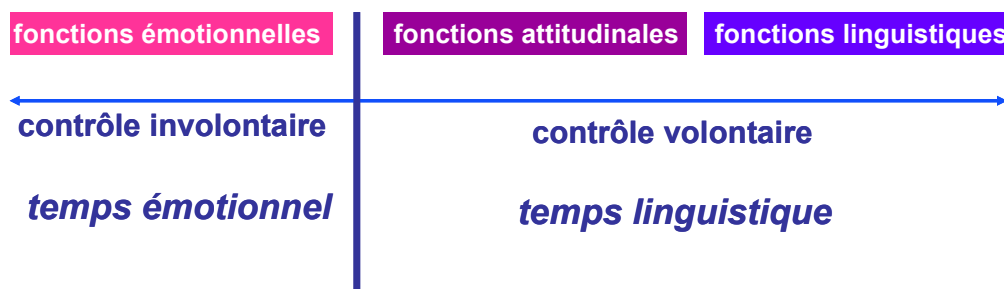 fonctions émotionnelles
fonctions attitudinales
fonctions linguistiques
contrôle involontaire
contrôle volontaire
temps émotionnel
temps linguistique